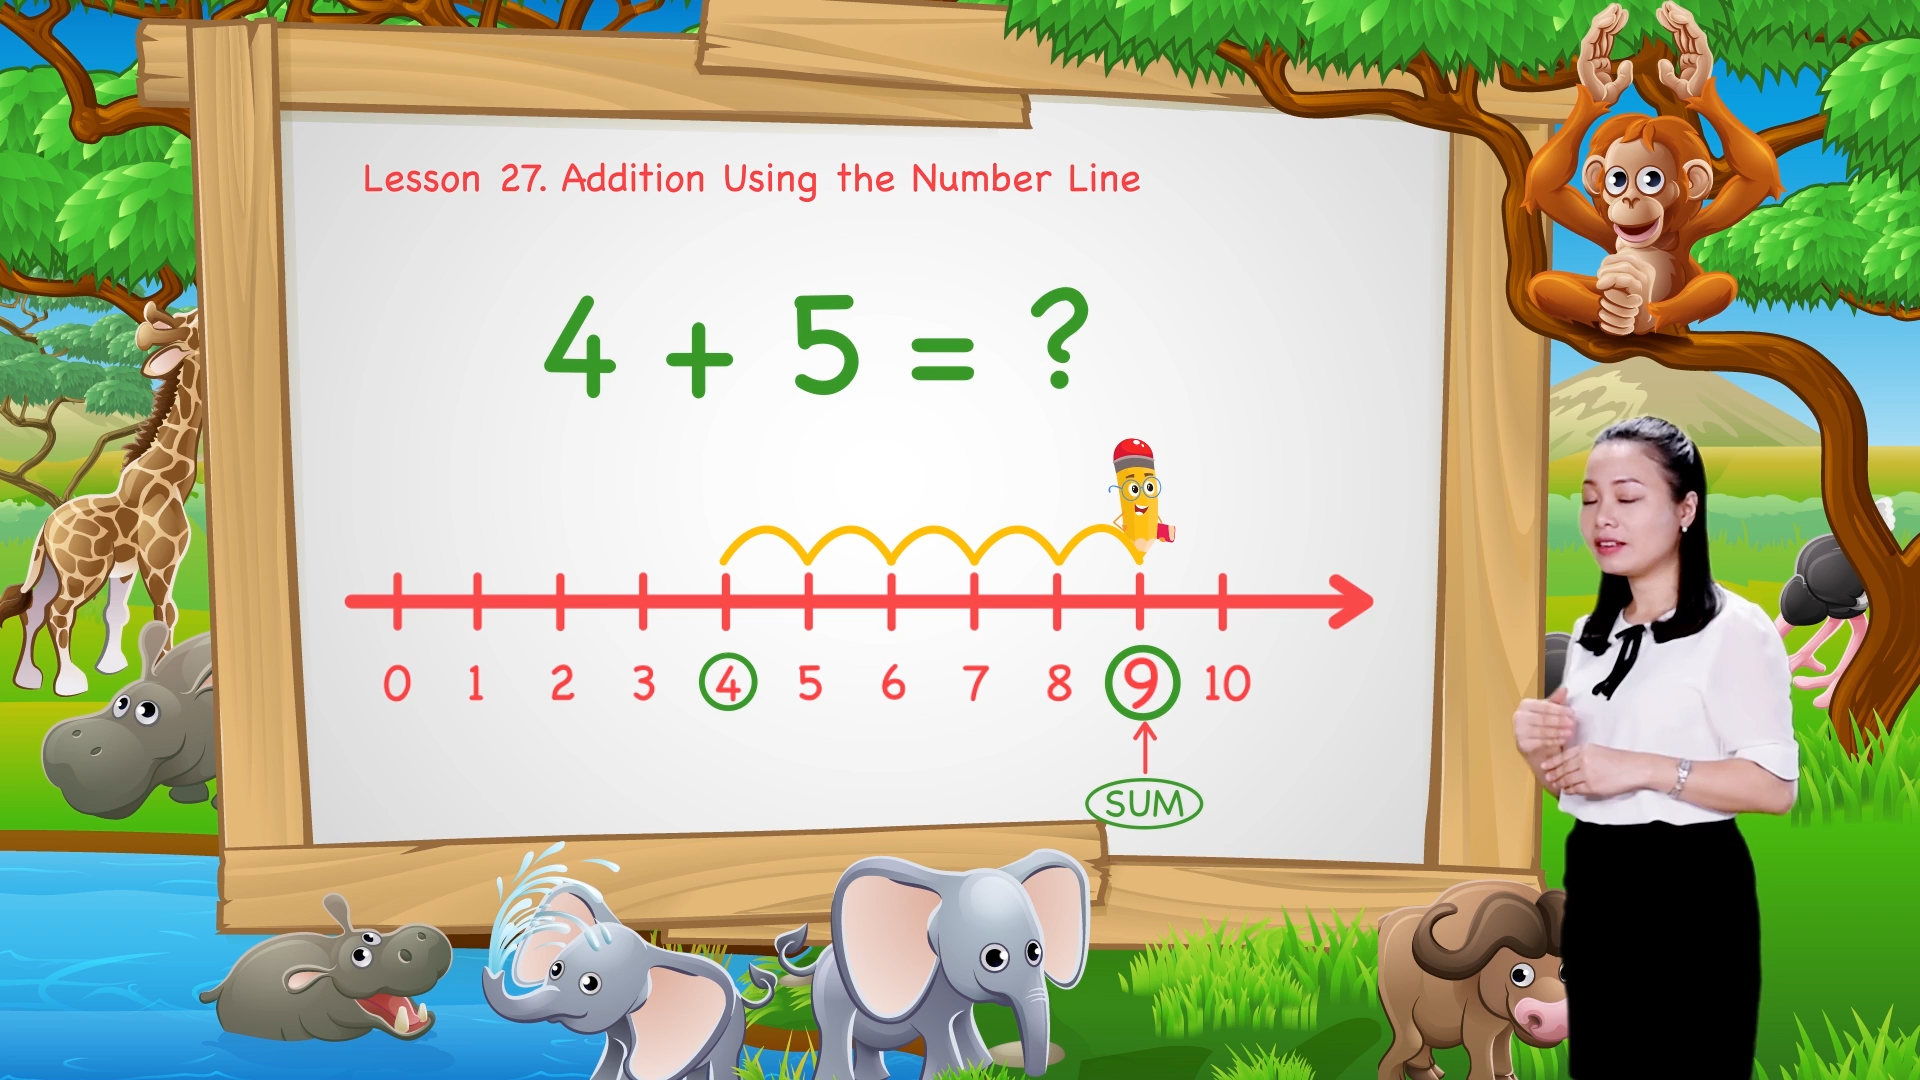 Lesson 27. Addition Using the Number Line
4 + 5 = ?
0 1 2 3 4 5 6 7 8 9 10
SUM